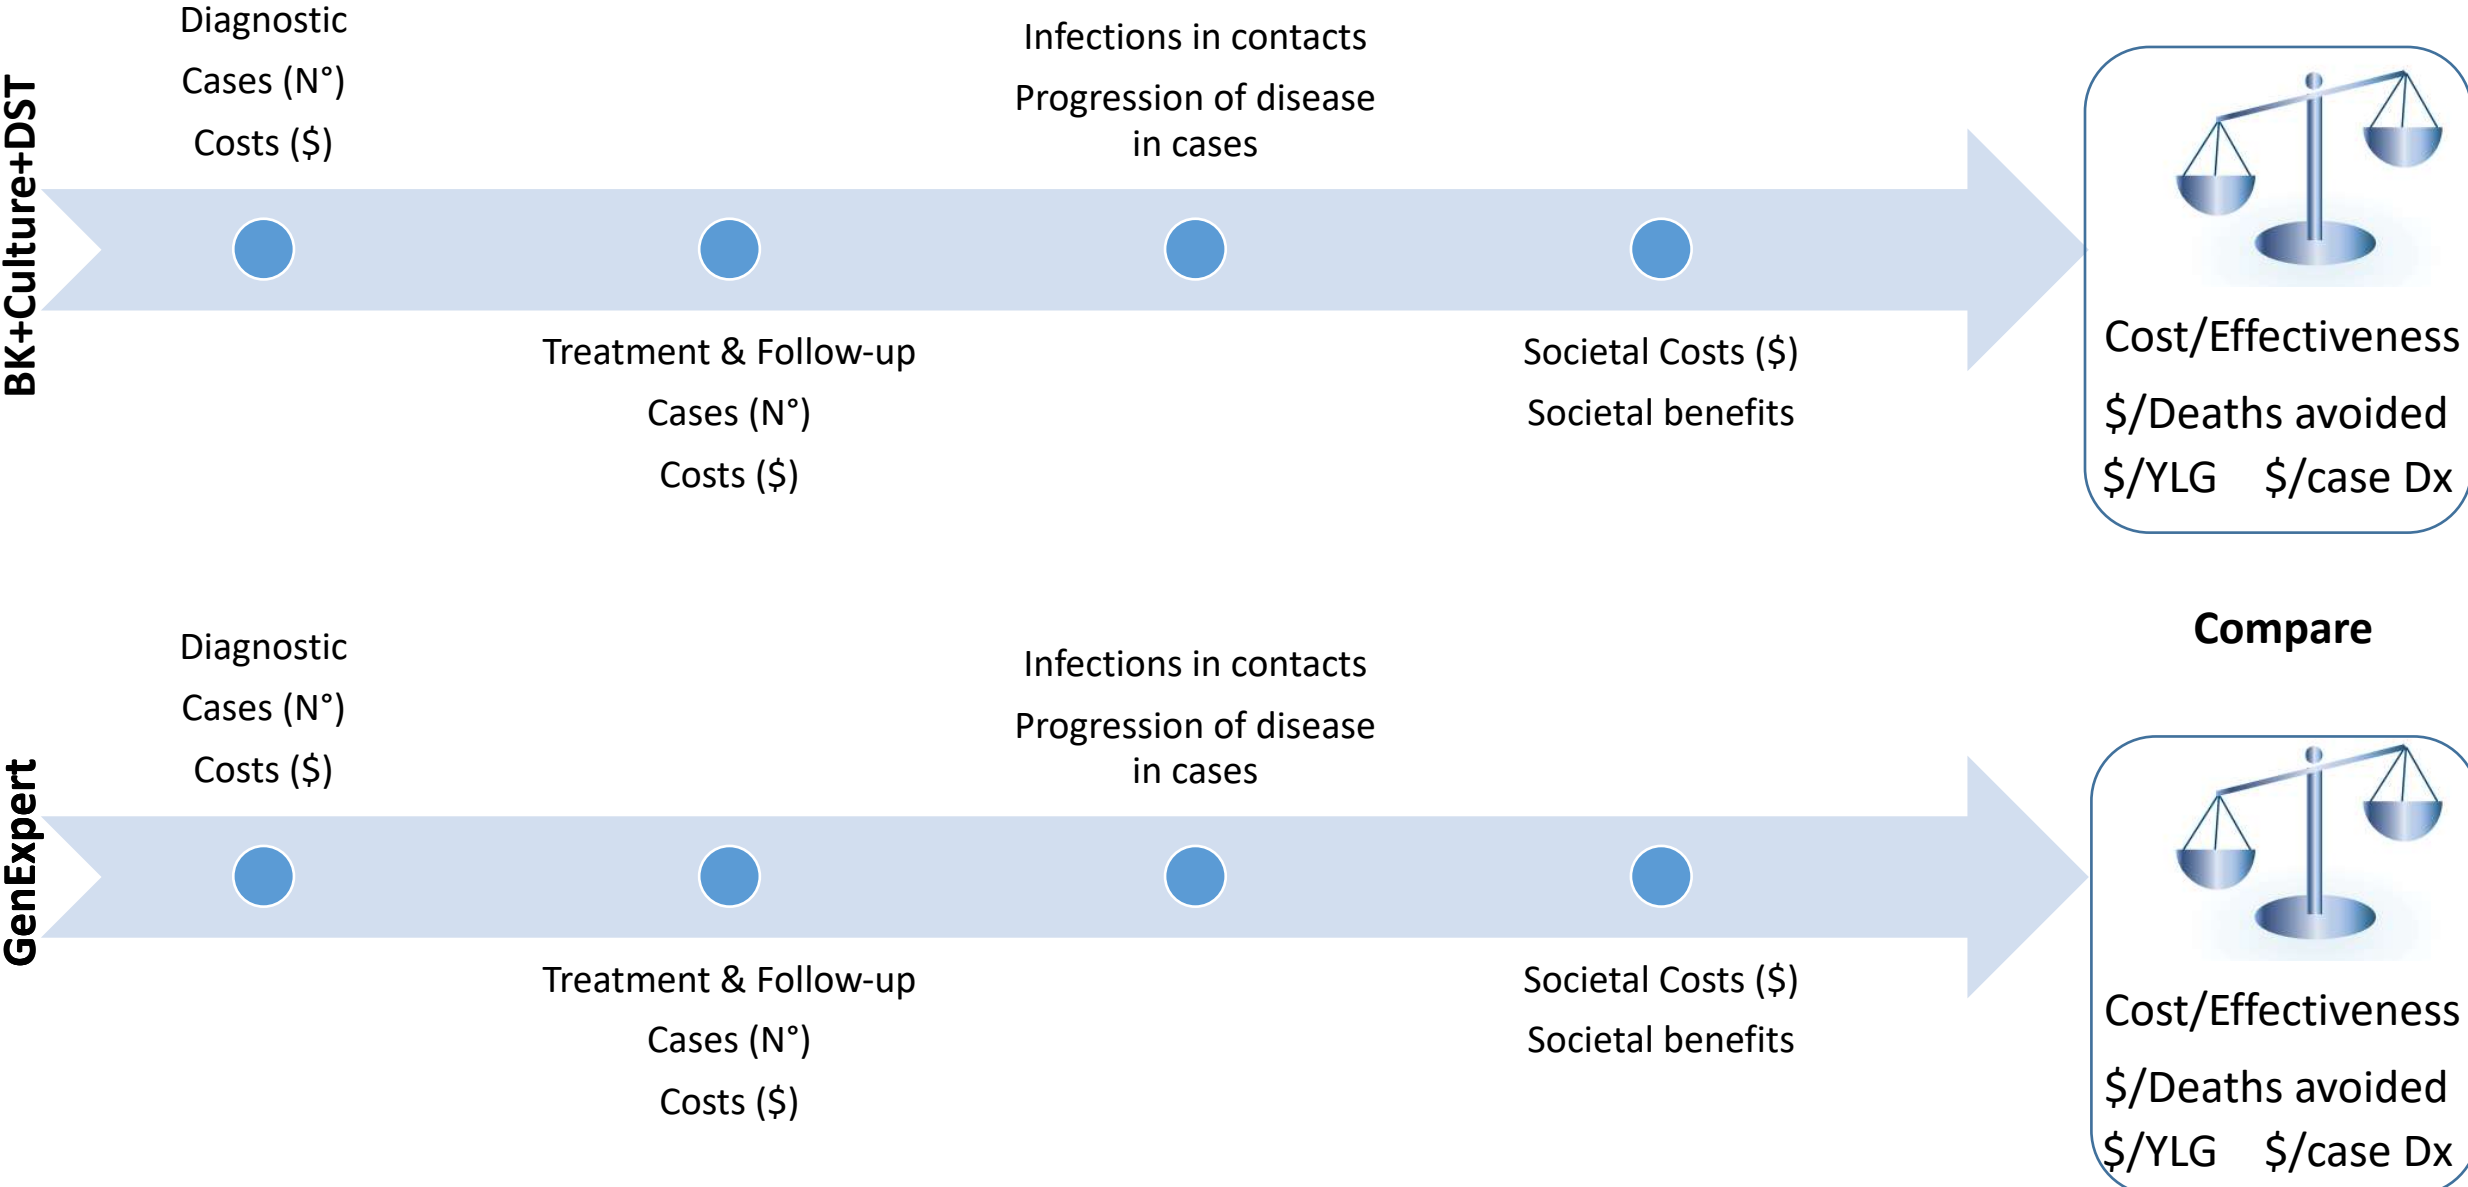 BK+Culture+DST
Diagnostic
Cases (N°)
Costs ($)
Treatment & Follow-up
Cases (N°)
Costs ($)
Infections in contacts
Progression of disease
in cases
Societal Costs ($)
Societal benefits
Cost/Effectiveness
$/Deaths avoided
$/YLG $/case Dx
Compare
GenExpert
Diagnostic
Cases (N°)
Costs ($)
Treatment & Follow-up
Cases (N°)
Costs ($)
Infections in contacts
Progression of disease
in cases
Societal Costs ($)
Societal benefits
Cost/Effectiveness
$/Deaths avoided
$/YLG $/case Dx